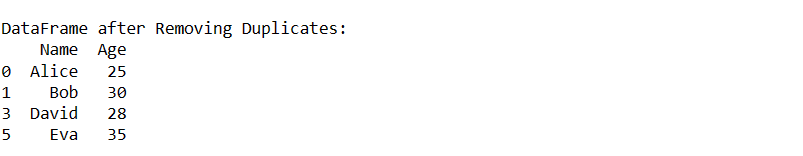 DataFrame after Removing Duplicates:
Name Age
0 Alice 25
1 Bob 30
3 David 28
5 Eva 35